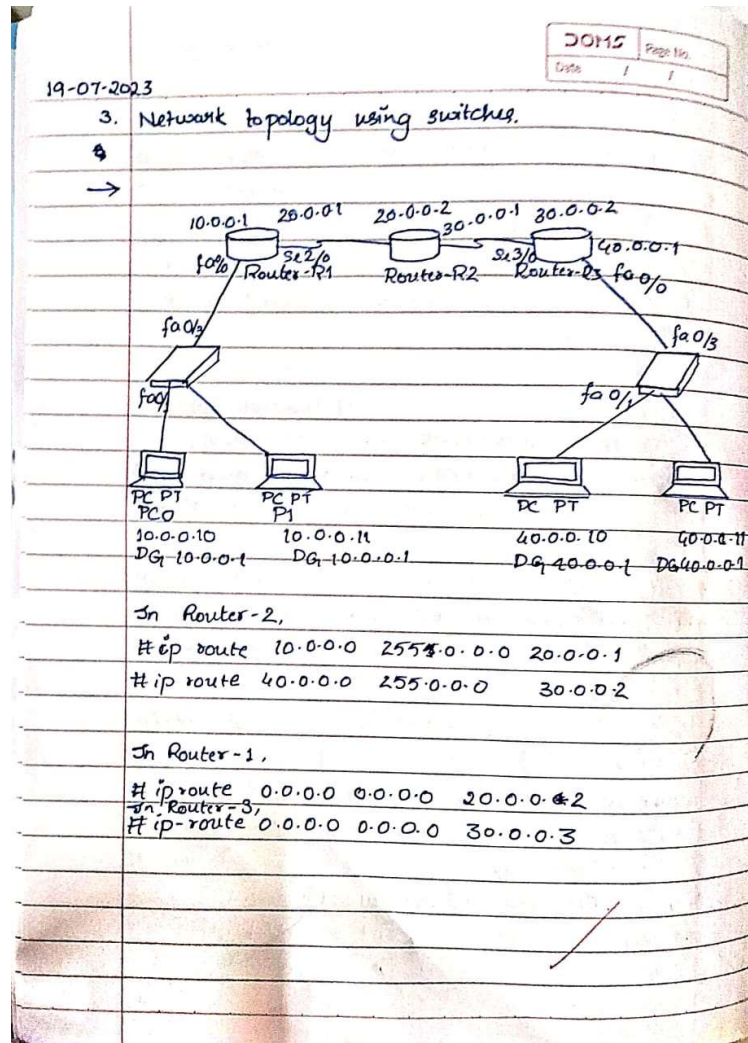 DOMS Page No.
Date / /
19-07-2023
3. Network topology using switches.
→
10.0.0.1 20.0.0.1 20.0.0.2 30.0.0.1 30.0.0.2
40.0.0.1
f0% Se2/0 Se3/0 fa0/0
Router-R1 Router-R2 Router-R3
fa0/3 fa0/3
fa0/1 fa0/1
PC PT PC PT PC PT PC PT
PC0 P1
10.0.0.10 10.0.0.11 40.0.0.10 40.0.0.11
DG 10.0.0.1 DG 10.0.0.1 DG 40.0.0.1 DG 40.0.0.1
In Router-2,
# ip route 10.0.0.0 255.0.0.0 20.0.0.1
# ip route 40.0.0.0 255.0.0.0 30.0.0.2
In Router-1,
# ip route 0.0.0.0 0.0.0.0 20.0.0.2
In Router-3,
# ip-route 0.0.0.0 0.0.0.0 30.0.0.3